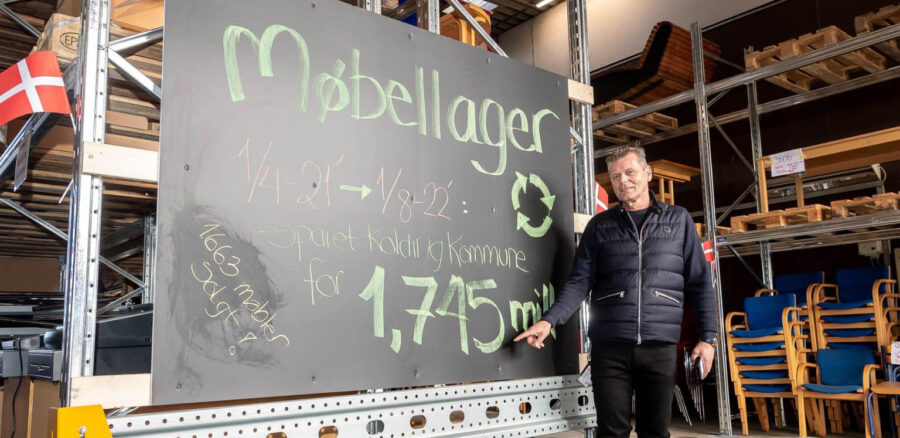 Møbellager
1/4-21' → 1/8-22' :
sparet Kolding Kommune
for 1,745 mill
1663 møbler
Solgt